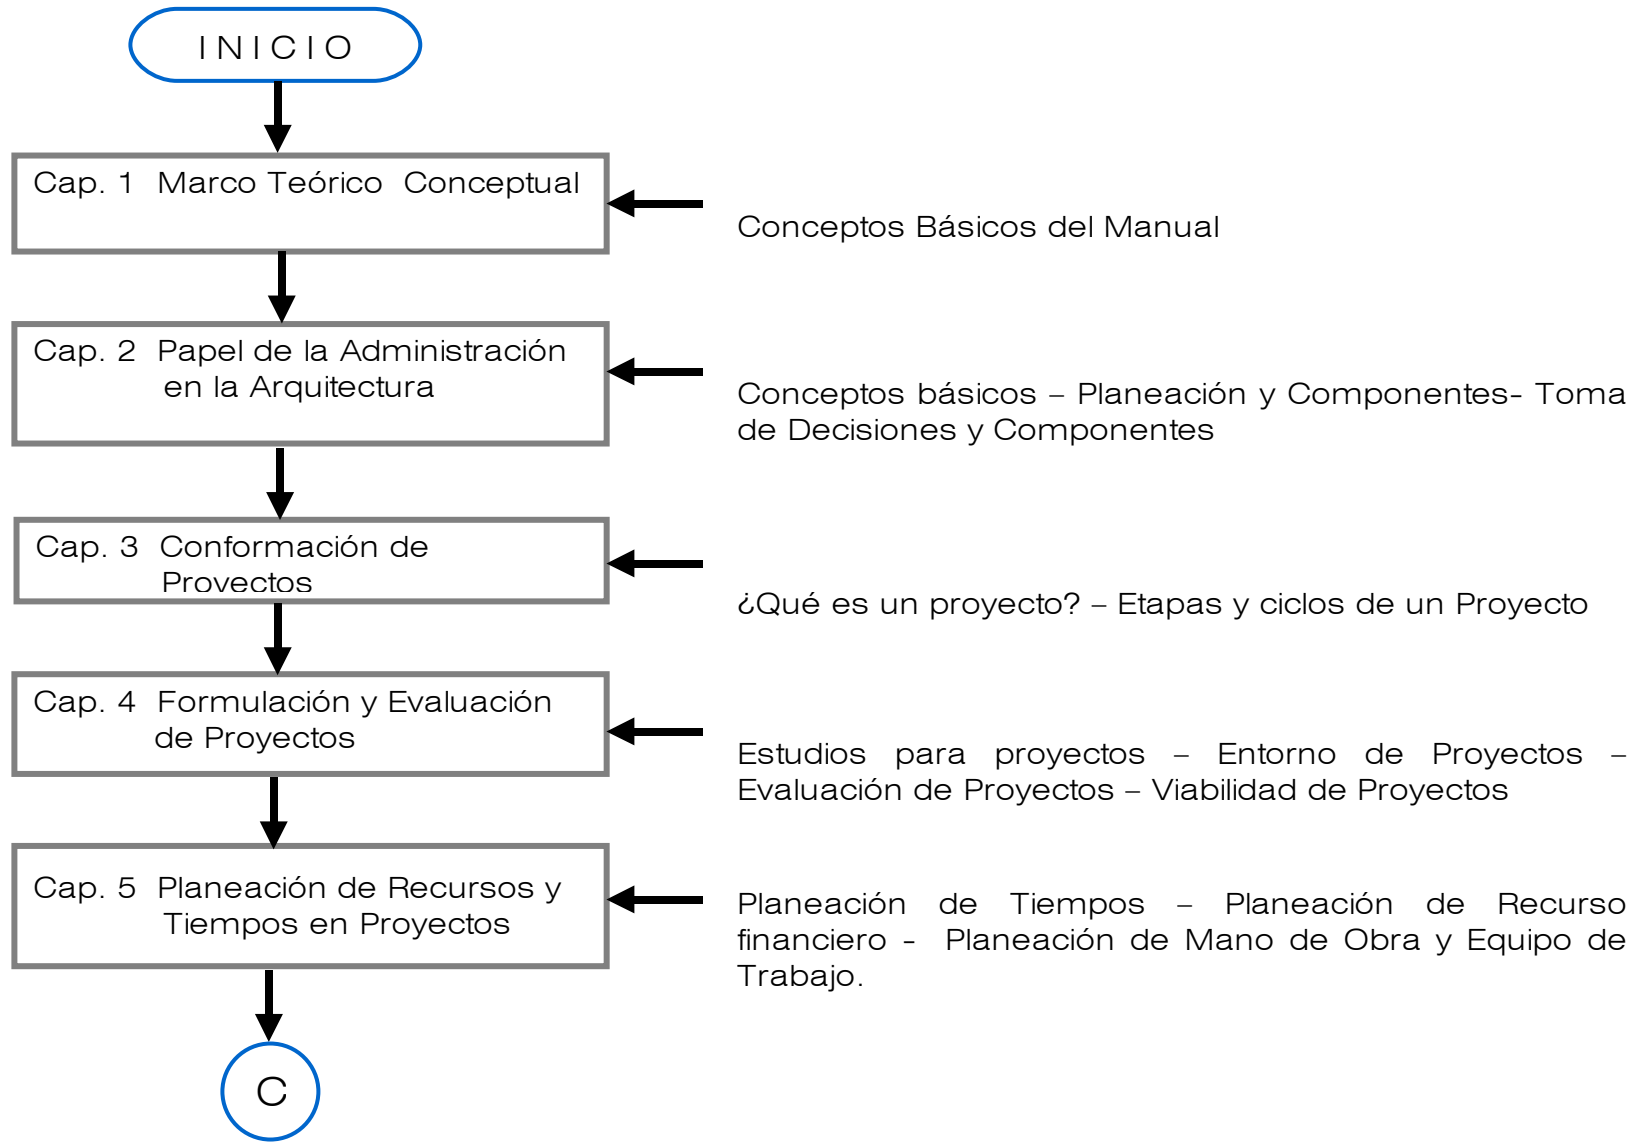 INICIO
Cap. 1 Marco Teórico Conceptual
Conceptos Básicos del Manual
Cap. 2 Papel de la Administración
en la Arquitectura
Conceptos básicos – Planeación y Componentes- Toma
de Decisiones y Componentes
Cap. 3 Conformación de
Proyectos
¿Qué es un proyecto? – Etapas y ciclos de un Proyecto
Cap. 4 Formulación y Evaluación
de Proyectos
Estudios para proyectos – Entorno de Proyectos –
Evaluación de Proyectos – Viabilidad de Proyectos
Cap. 5 Planeación de Recursos y
Tiempos en Proyectos
Planeación de Tiempos – Planeación de Recurso
financiero - Planeación de Mano de Obra y Equipo de
Trabajo.
C